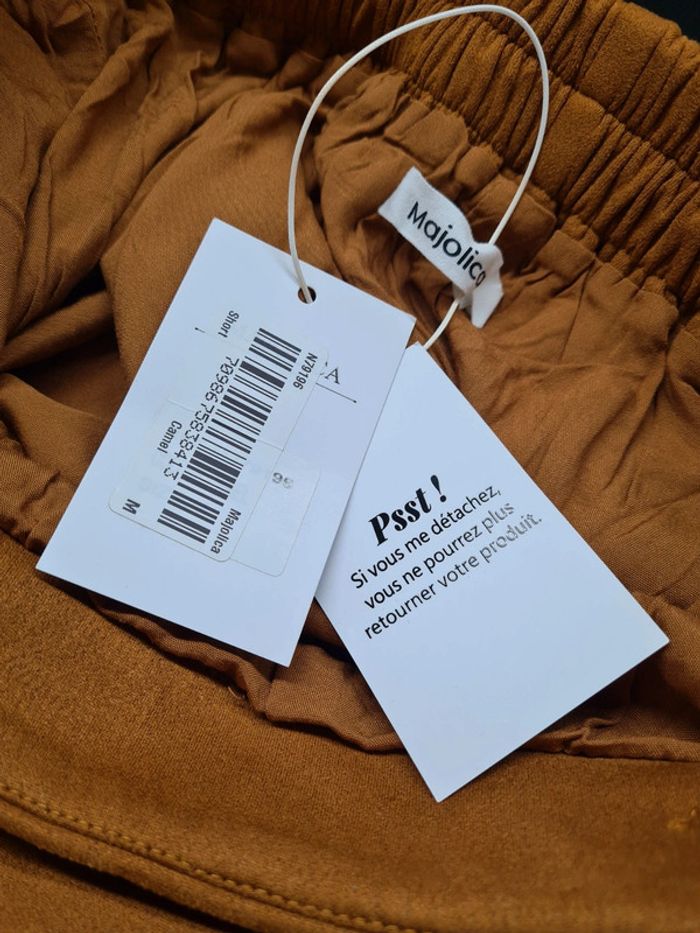 Majolica
N79196
Short
7098675838413
Camel
Majolica
M
36
Psst !
Si vous me détachez,
vous ne pourrez plus
retourner votre produit.